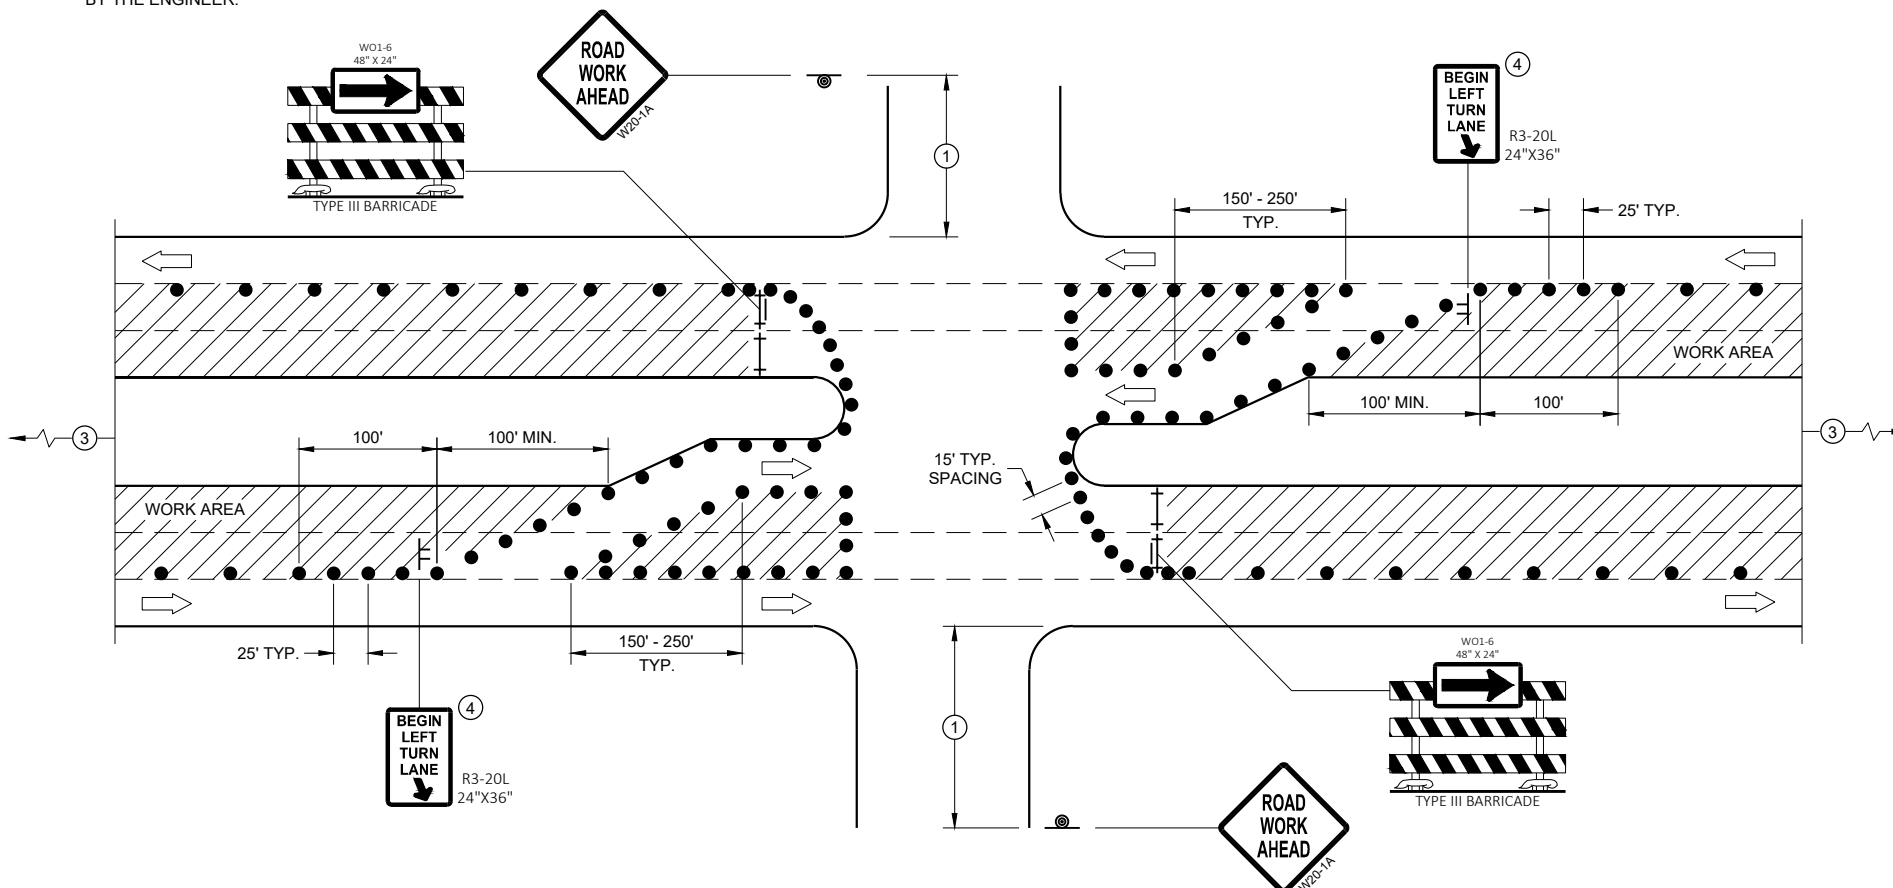 BY THE ENGINEER.
WO1-6
48" X 24"
TYPE III BARRICADE
ROAD
WORK
AHEAD
W20-1A
1
BEGIN
LEFT
TURN
LANE
4
R3-20L
24"X36"
150' - 250'
TYP.
25' TYP.
WORK AREA
100' MIN.
100'
3
3
100'
100' MIN.
15' TYP.
SPACING
WORK AREA
25' TYP.
150' - 250'
TYP.
BEGIN
LEFT
TURN
LANE
4
R3-20L
24"X36"
1
WO1-6
48" X 24"
TYPE III BARRICADE
ROAD
WORK
AHEAD
W20-1A